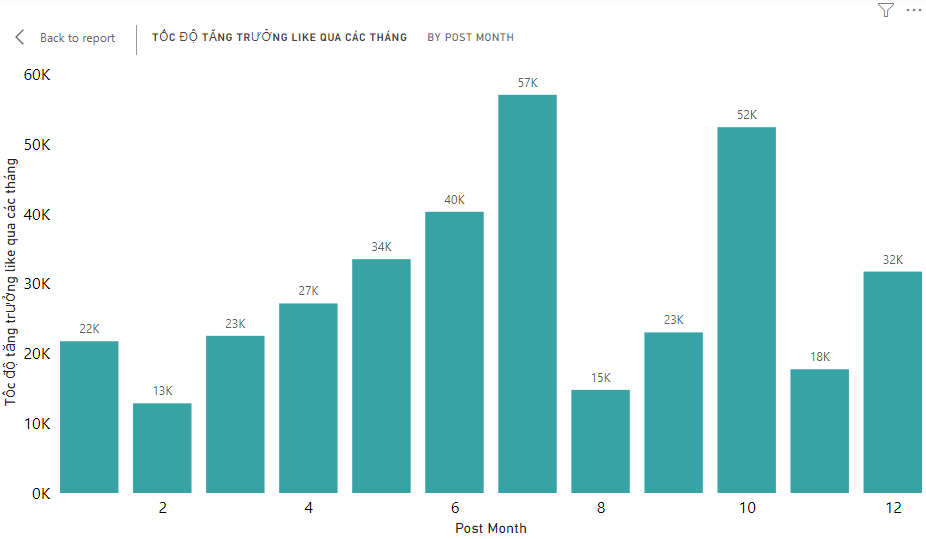 Back to report
TỐC ĐỘ TĂNG TRƯỞNG LIKE QUA CÁC THÁNG BY POST MONTH
60K
50K
40K
30K
20K
10K
0K
Tốc độ tăng trưởng like qua các tháng
22K
13K
23K
27K
34K
40K
57K
15K
23K
52K
18K
32K
2 4 6 8 10 12
Post Month